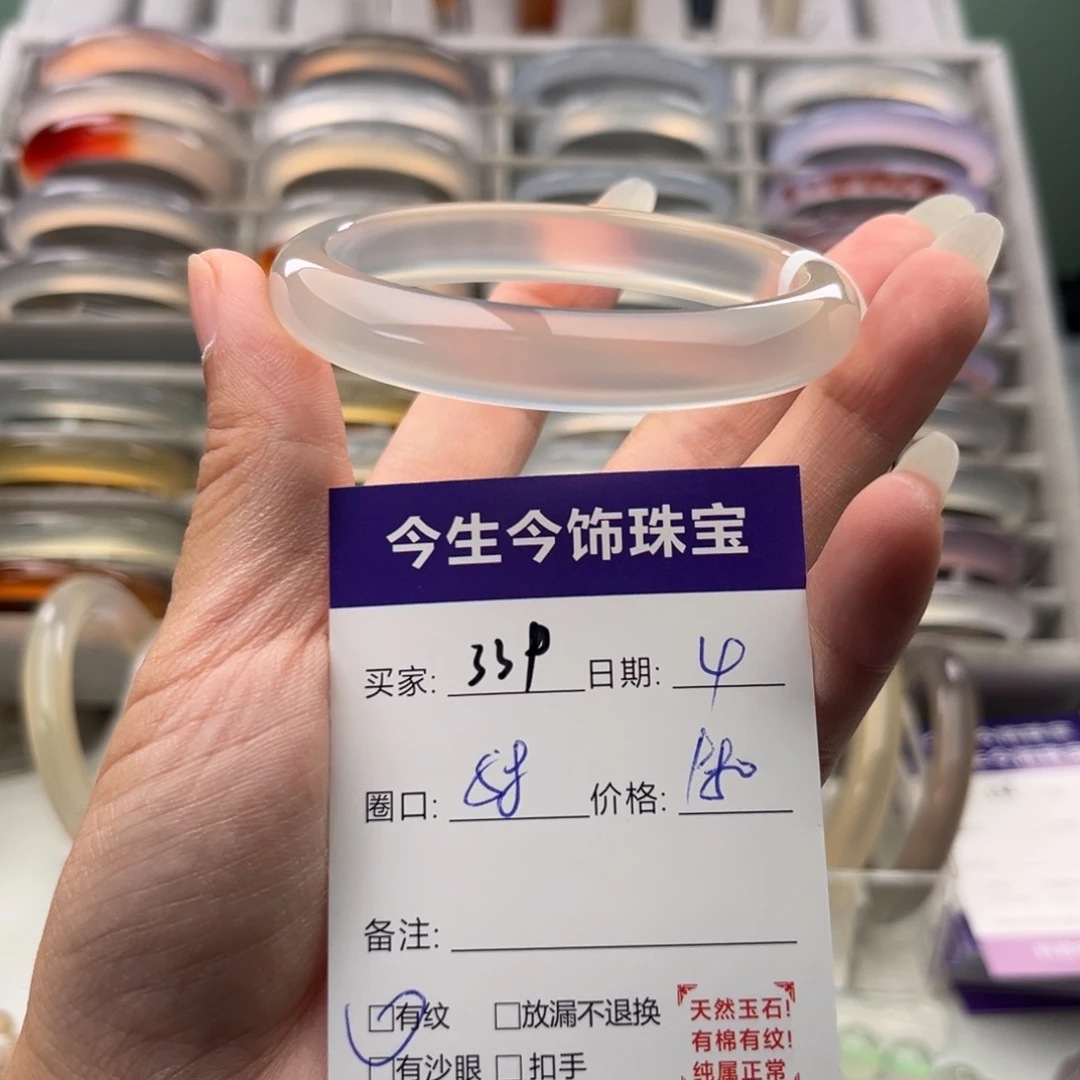 今生今饰珠宝
买家: 33p 日期: 4
圈口: 价格:
备注:
□有纹 □放漏不退换
□有沙眼 □扣手
天然玉石!
有棉有纹!
纯属正常